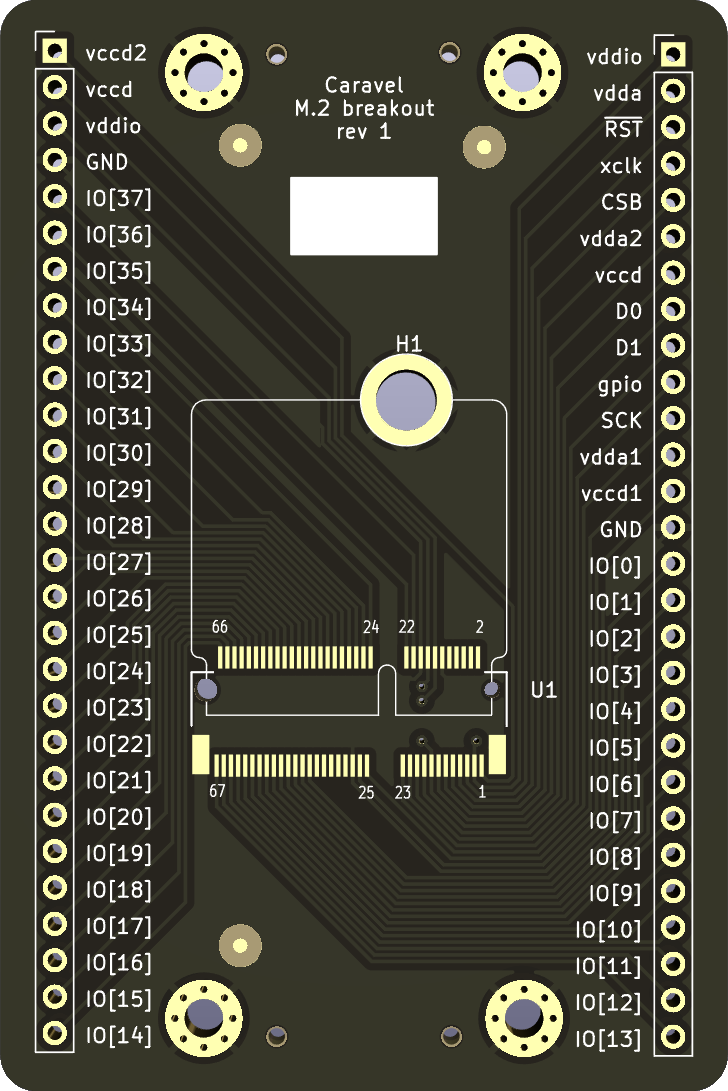 Caravel
M.2 breakout
rev 1
vccd2
vccd
vddio
GND
IO[37]
IO[36]
IO[35]
IO[34]
IO[33]
IO[32]
IO[31]
IO[30]
IO[29]
IO[28]
IO[27]
IO[26]
IO[25]
IO[24]
IO[23]
IO[22]
IO[21]
IO[20]
IO[19]
IO[18]
IO[17]
IO[16]
IO[15]
IO[14]
H1
66 24 22 2
U1
67 25 23 1
vddio
vdda
RST
xclk
CSB
vdda2
vccd
D0
D1
gpio
SCK
vdda1
vccd1
GND
IO[0]
IO[1]
IO[2]
IO[3]
IO[4]
IO[5]
IO[6]
IO[7]
IO[8]
IO[9]
IO[10]
IO[11]
IO[12]
IO[13]